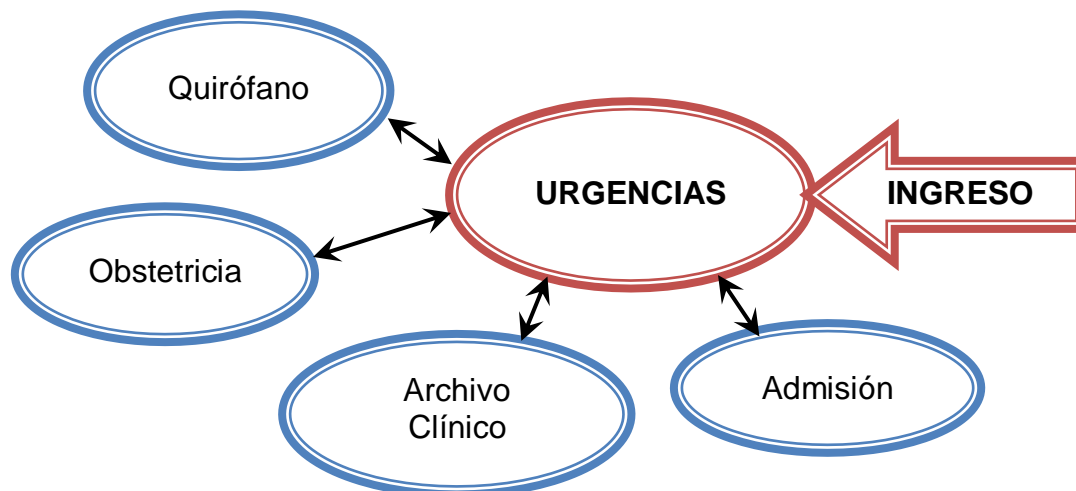 Quirófano
URGENCIAS
INGRESO
Obstetricia
Archivo
Clínico
Admisión